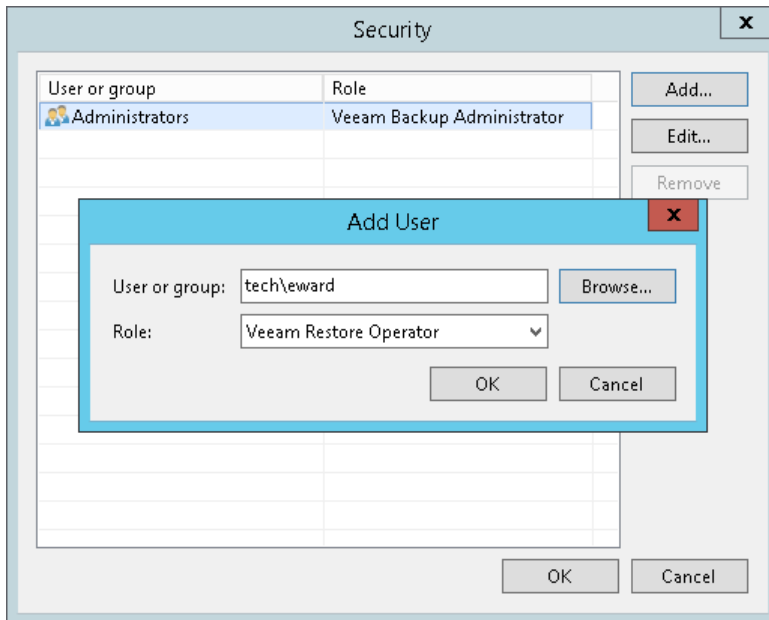 Security
x
User or group Role
Add...
Administrators Veeam Backup Administrator
Edit...
Remove
Add User
x
User or group: tech\eward Browse...
Role: Veeam Restore Operator
OK Cancel
OK Cancel